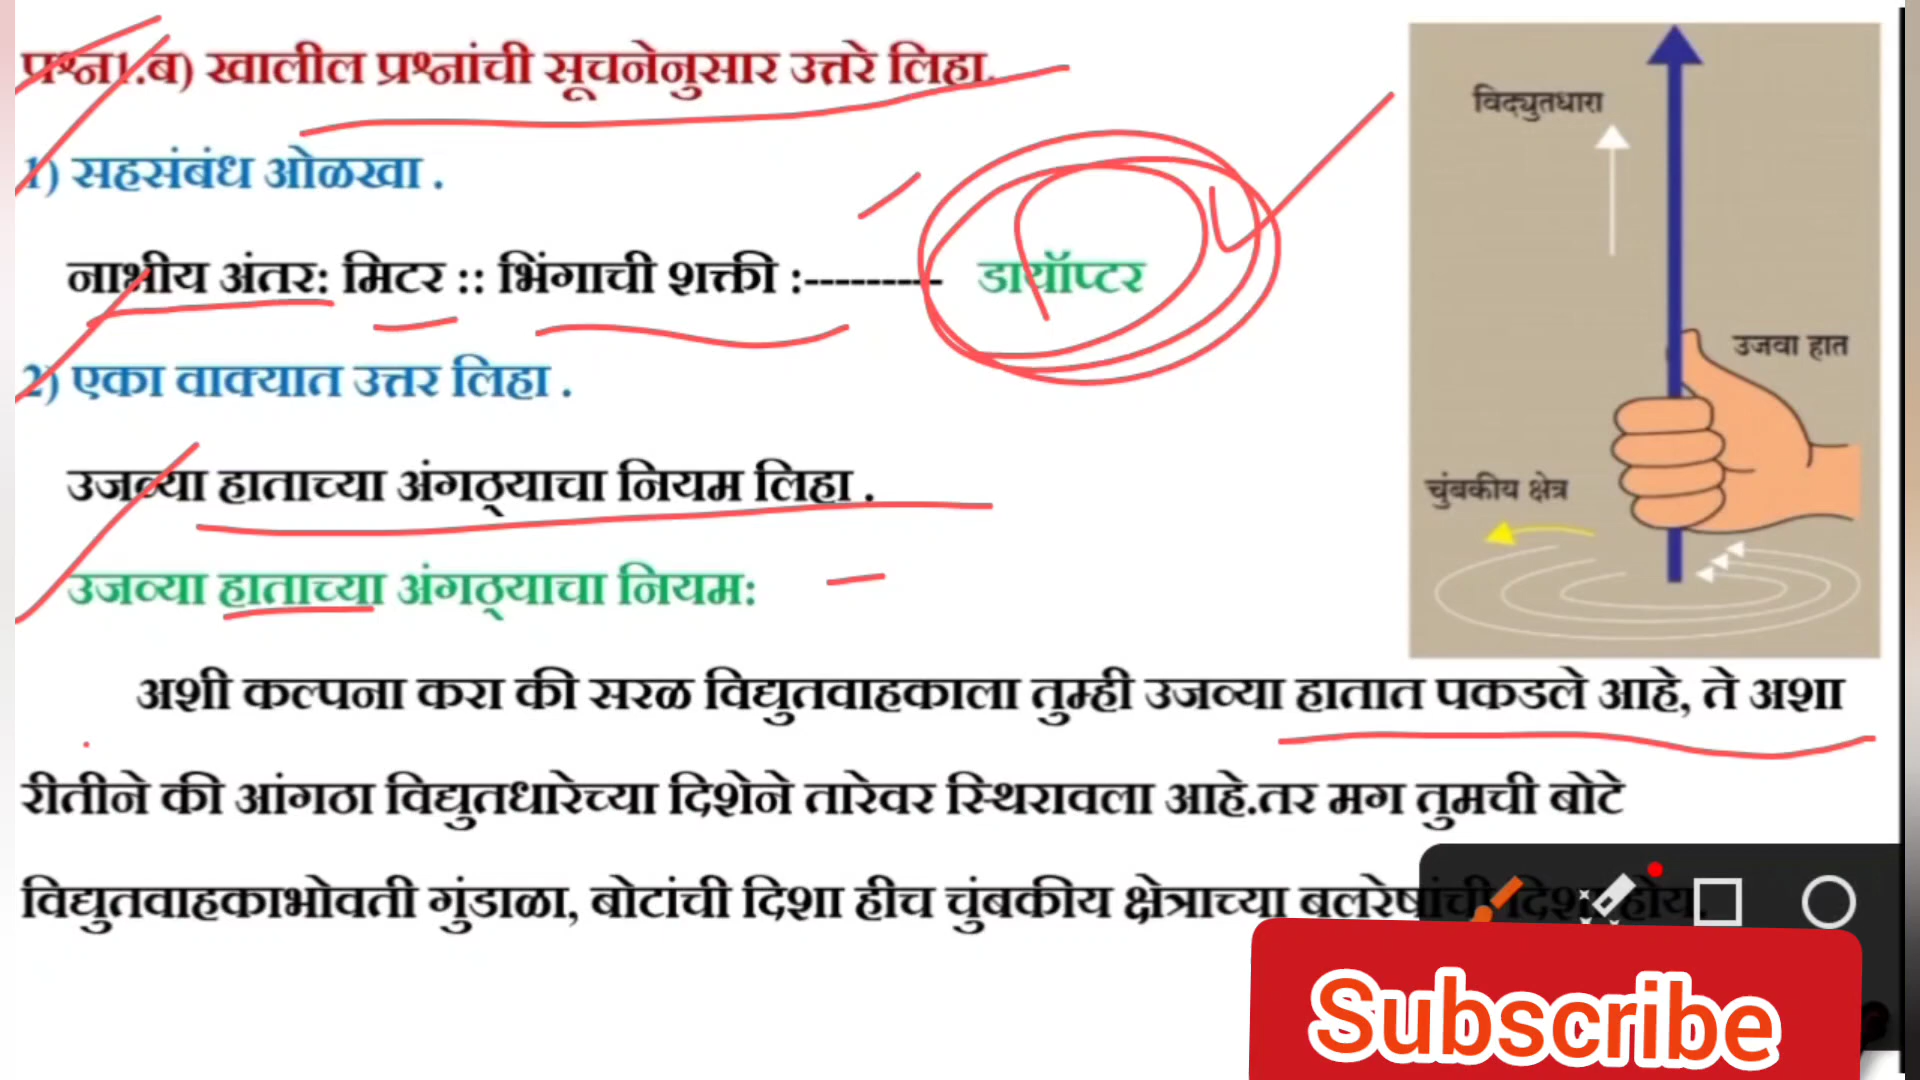 प्रश्न1.ब) खालील प्रश्नांची सूचनेनुसार उत्तरे लिहा.
1) सहसंबंध ओळखा .
नाभीय अंतर: मिटर :: भिंगाची शक्ती :--------- डायॉप्टर
2) एका वाक्यात उत्तर लिहा .
उजव्या हाताच्या अंगठ्याचा नियम लिहा .
उजव्या हाताच्या अंगठ्याचा नियम:
अशी कल्पना करा की सरळ विद्युतवाहकाला तुम्ही उजव्या हातात पकडले आहे, ते अशा
रीतीने की आंगठा विद्युतधारेच्या दिशेने तारेवर स्थिरावला आहे.तर मग तुमची बोटे
विद्युतवाहकाभोवती गुंडाळा, बोटांची दिशा हीच चुंबकीय क्षेत्राच्या बलरेषांची दिशा होय.
विद्युतधारा
उजवा हात
चुंबकीय क्षेत्र
Subscribe